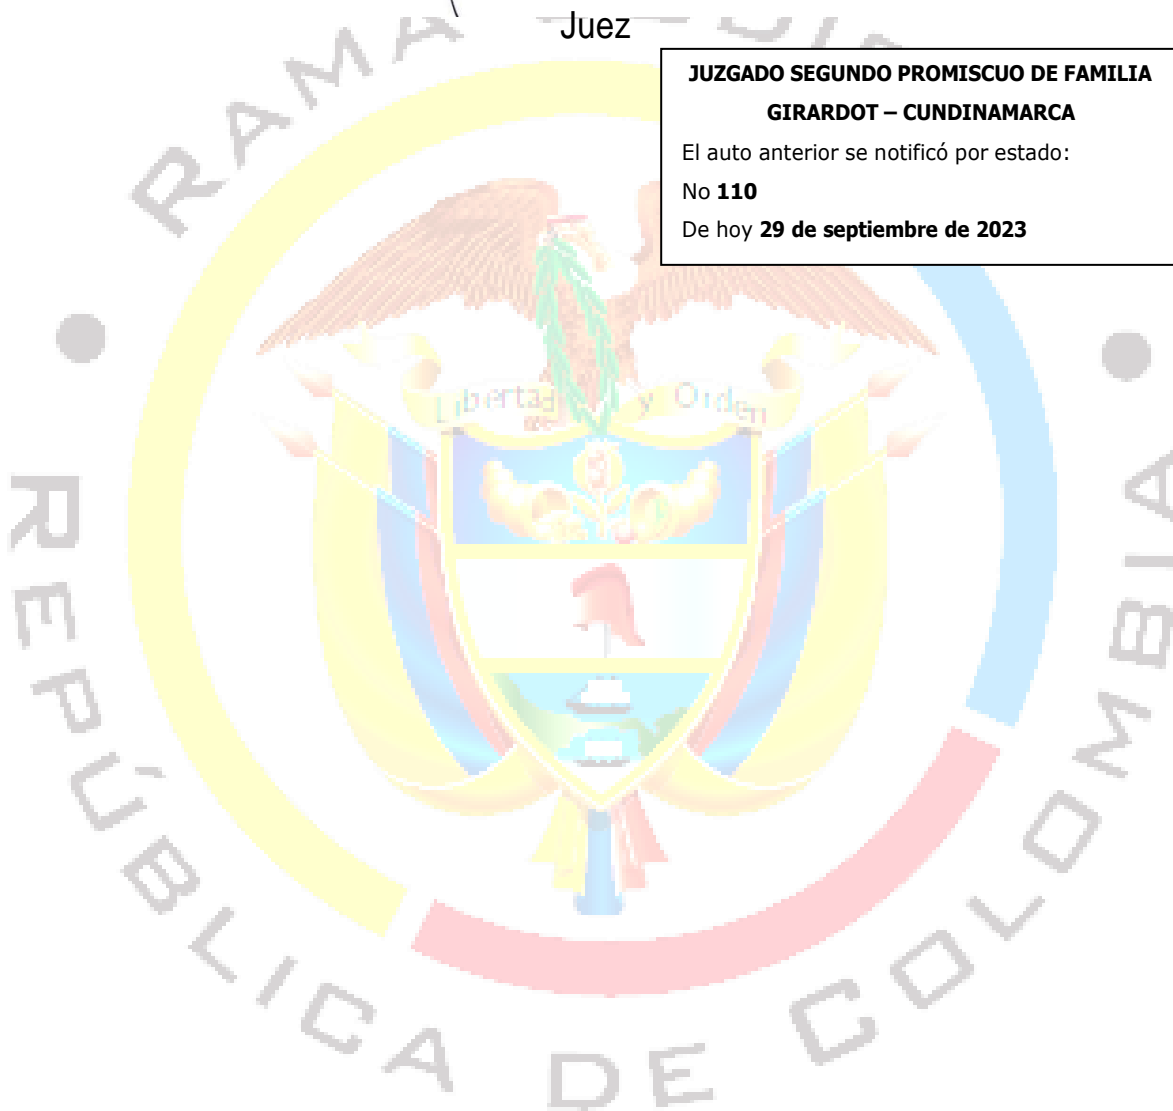 Juez
JUZGADO SEGUNDO PROMISCUO DE FAMILIA
GIRARDOT – CUNDINAMARCA
El auto anterior se notificó por estado:
No 110
De hoy 29 de septiembre de 2023
RAMA
Libertad y Orden
REPÚBLICA DE COLOMBIA